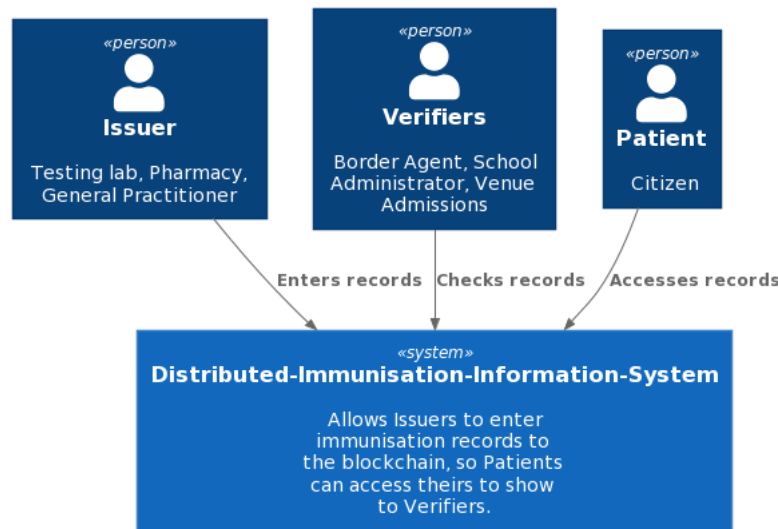 «person»
Issuer
Testing lab, Pharmacy,
General Practitioner
«person»
Verifiers
Border Agent, School
Administrator, Venue
Admissions
«person»
Patient
Citizen
Enters records
Checks records
Accesses records
«system»
Distributed-Immunisation-Information-System
Allows Issuers to enter
immunisation records to
the blockchain, so Patients
can access theirs to show
to Verifiers.